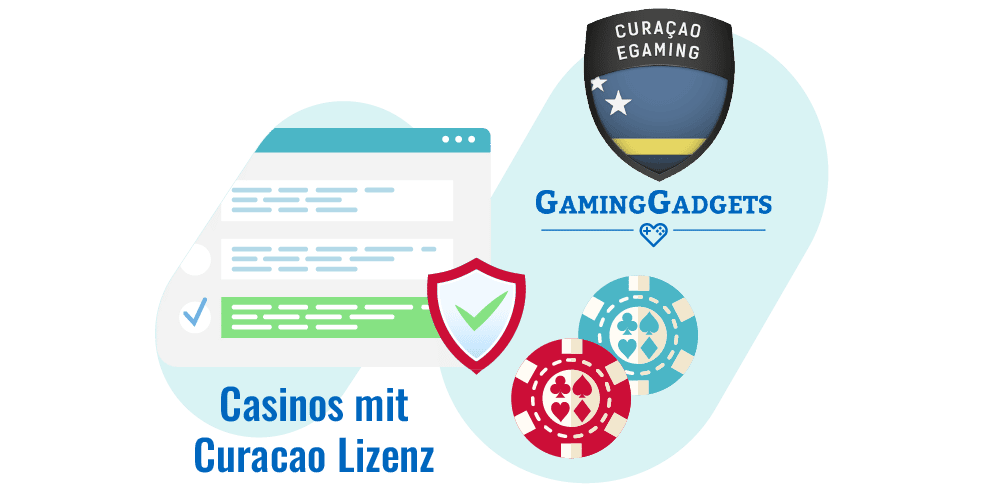 CURAÇAO
EGAMING
GAMINGGADGETS
Casinos mit
Curacao Lizenz